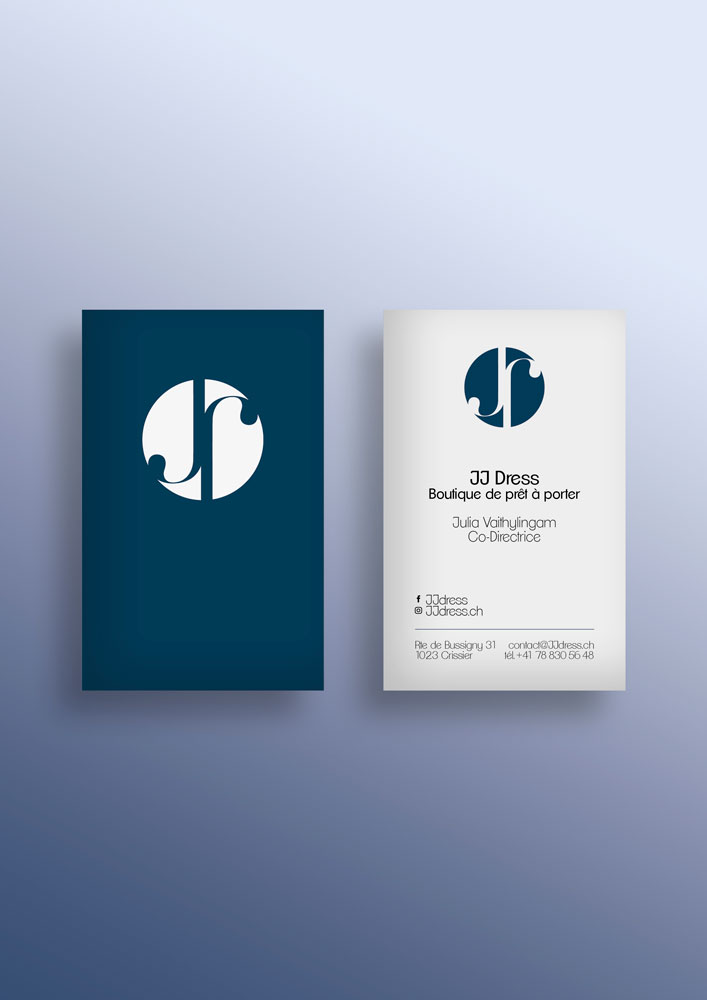 JJ Dress
Boutique de prêt à porter
Julia Vaithylingam
Co-Directrice
JJdress
JJdress.ch
Rte de Bussigny 31 contact@JJdress.ch
1023 Crissier tél.+41 78 830 56 48